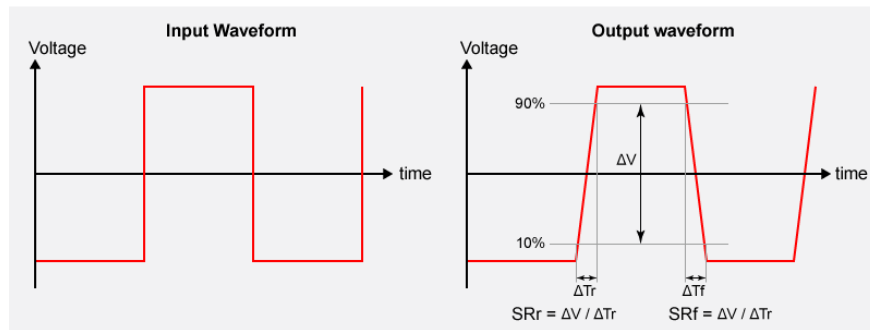 Input Waveform
Voltage
time
Output waveform
Voltage
90%
ΔV
time
10%
ΔTr
ΔTf
SRr = ΔV / ΔTr
SRf = ΔV / ΔTr